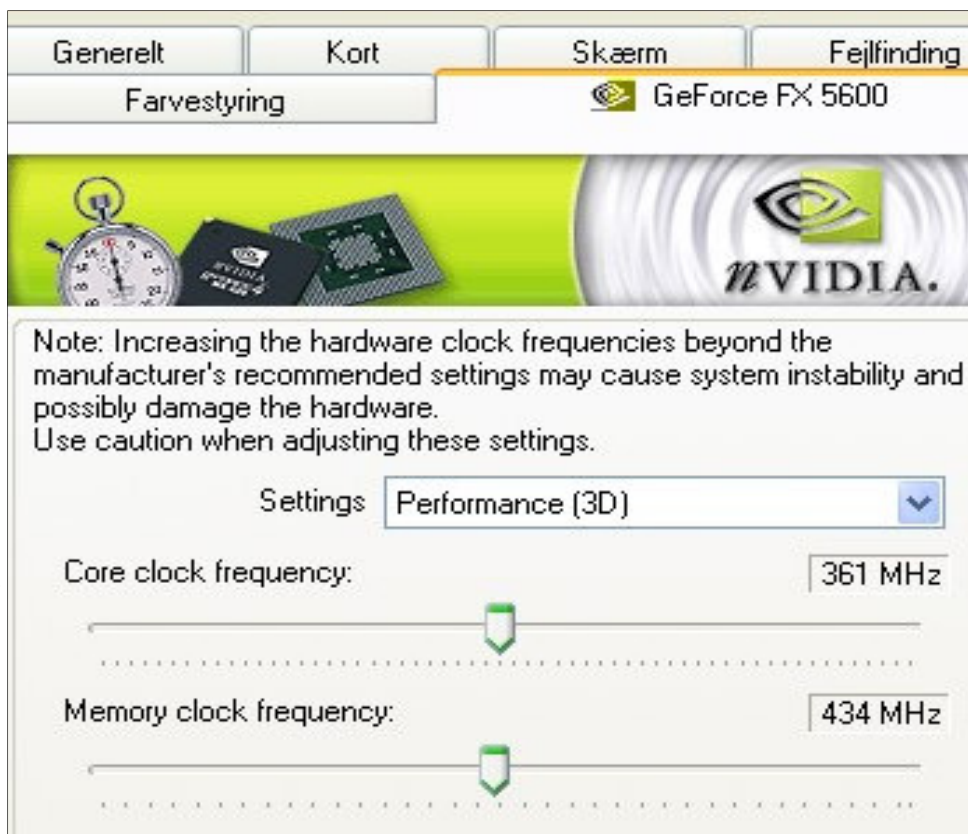 Generelt
Kort
Skærm
Fejlfinding
Farvestyring
GeForce FX 5600
nVIDIA
nVIDIA.
Note: Increasing the hardware clock frequencies beyond the
manufacturer's recommended settings may cause system instability and
possibly damage the hardware.
Use caution when adjusting these settings.
Settings Performance (3D)
Core clock frequency: 361 MHz
Memory clock frequency: 434 MHz